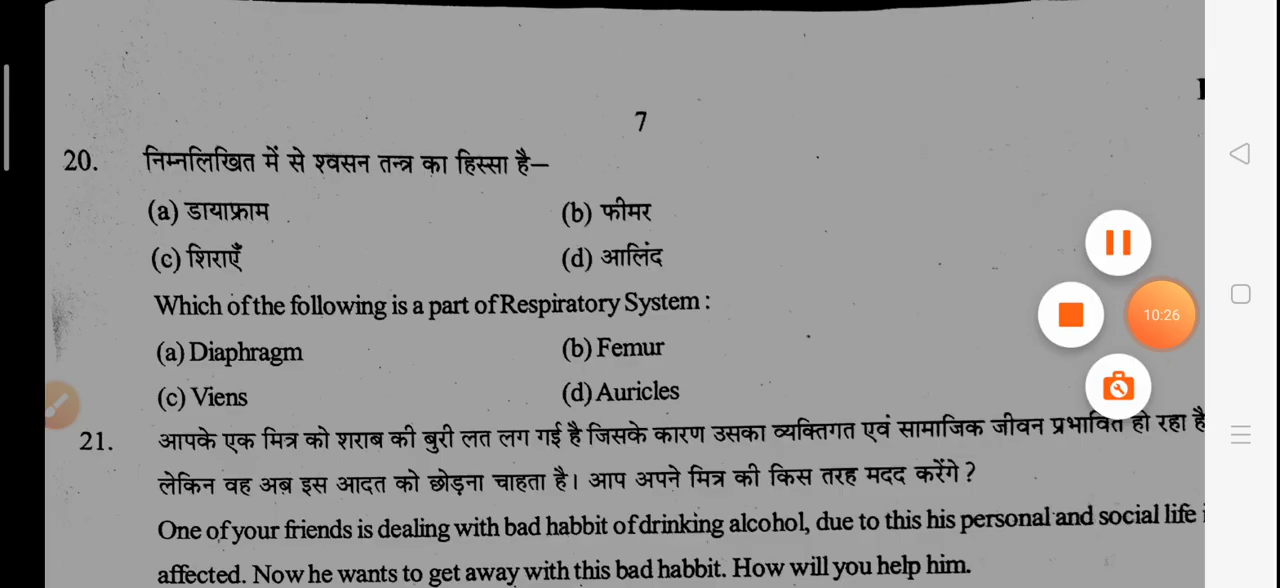 7
20. निम्नलिखित में से श्वसन तन्त्र का हिस्सा है—
(a) डायाफ्राम (b) फीमर
(c) शिराएँ (d) आलिंद
Which of the following is a part of Respiratory System :
(a) Diaphragm (b) Femur
(c) Viens (d) Auricles
10:26
21. आपके एक मित्र को शराब की बुरी लत लग गई है जिसके कारण उसका व्यक्तिगत एवं सामाजिक जीवन प्रभावित हो रहा है
लेकिन वह अब इस आदत को छोड़ना चाहता है। आप अपने मित्र की किस तरह मदद करेंगे ?
One of your friends is dealing with bad habbit of drinking alcohol, due to this his personal and social life
affected. Now he wants to get away with this bad habbit. How will you help him.